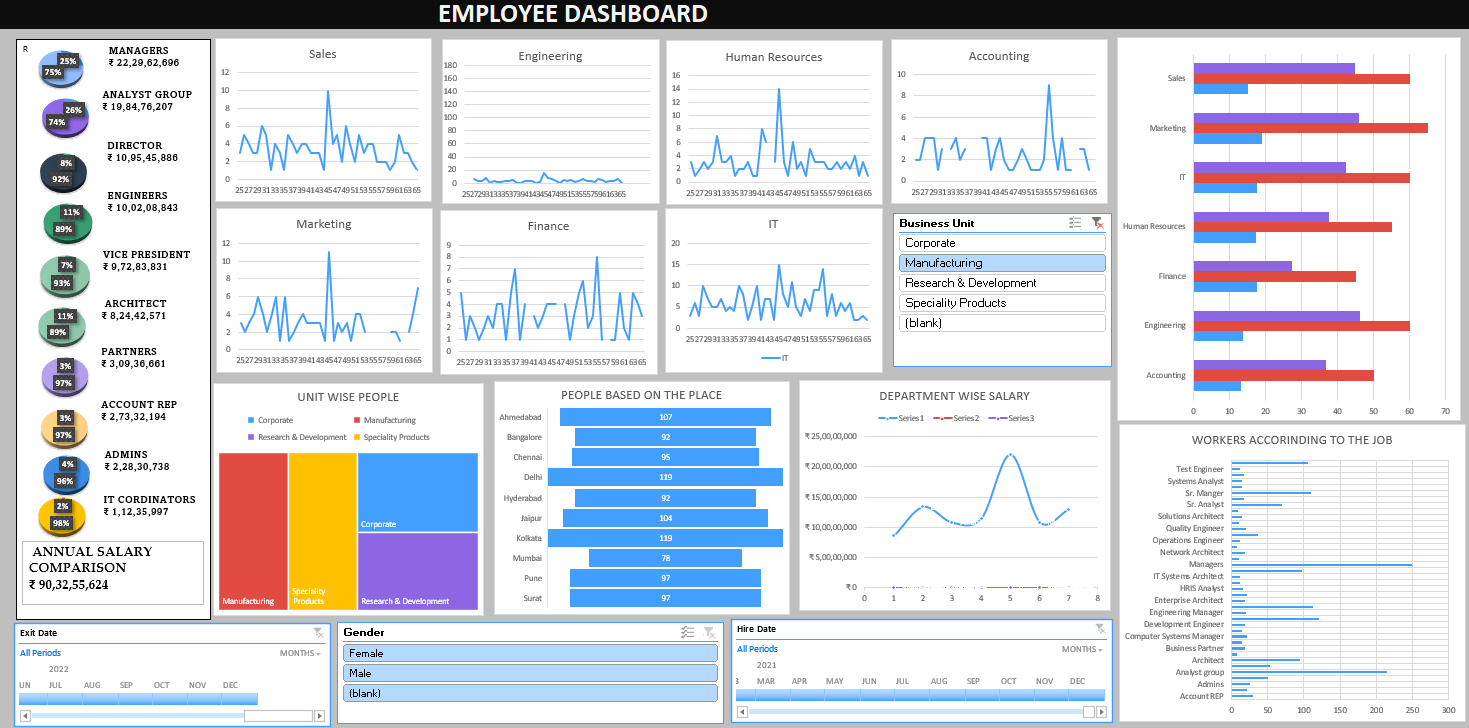 EMPLOYEE DASHBOARD
R
MANAGERS
₹ 22,29,62,696
25%
75%
ANALYST GROUP
₹ 19,84,76,207
26%
74%
DIRECTOR
₹ 10,95,45,886
8%
92%
ENGINEERS
₹ 10,02,08,843
11%
89%
VICE PRESIDENT
₹ 9,72,83,831
7%
93%
ARCHITECT
₹ 8,24,42,571
11%
89%
PARTNERS
₹ 3,09,36,661
3%
97%
ACCOUNT REP
₹ 2,73,32,194
3%
97%
ADMINS
₹ 2,28,30,738
4%
96%
IT CORDINATORS
₹ 1,12,35,997
2%
98%
ANNUAL SALARY
COMPARISON
₹ 90,32,55,624
Sales
12
10
8
6
4
2
0
252729313335373941434547495153555759616365
Engineering
180
160
140
120
100
80
60
40
20
0
252729313335373941434547495153555759616365
Human Resources
16
14
12
10
8
6
4
2
0
252729313335373941434547495153555759616365
Accounting
10
8
6
4
2
0
252729313335373941434547495153555759616365
Marketing
12
10
8
6
4
2
0
252729313335373941434547495153555759616365
Finance
9
8
7
6
5
4
3
2
1
0
252729313335373941434547495153555759616365
IT
20
15
10
5
0
252729313335373941434547495153555759616365
IT
Business Unit
Corporate
Manufacturing
Research & Development
Speciality Products
(blank)
Sales
Marketing
IT
Human Resources
Finance
Engineering
Accounting
0 10 20 30 40 50 60 70
UNIT WISE PEOPLE
Corporate Manufacturing
Research & Development Speciality Products
Manufacturing
Speciality
Products
Corporate
Research & Development
PEOPLE BASED ON THE PLACE
Ahmedabad 107
Bangalore 92
Chennai 95
Delhi 119
Hyderabad 92
Jaipur 104
Kolkata 119
Mumbai 78
Pune 97
Surat 97
DEPARTMENT WISE SALARY
Series1 Series2 Series3
₹ 25,00,00,000
₹ 20,00,00,000
₹ 15,00,00,000
₹ 10,00,00,000
₹ 5,00,00,000
₹ 0
0 1 2 3 4 5 6 7 8
WORKERS ACCORINDING TO THE JOB
Test Engineer
Systems Analyst
Sr. Manger
Sr. Analyst
Solutions Architect
Quality Engineer
Operations Engineer
Network Architect
Managers
IT Systems Architect
HRIS Analyst
Enterprise Architect
Engineering Manager
Development Engineer
Computer Systems Manager
Business Partner
Architect
Analyst group
Admins
Account REP
0 50 100 150 200 250 300
Exit Date
All Periods MONTHS
2022
UN JUL AUG SEP OCT NOV DEC
Gender
Female
Male
(blank)
Hire Date
All Periods MONTHS
2021
MAR APR MAY JUN JUL AUG SEP OCT NOV DEC